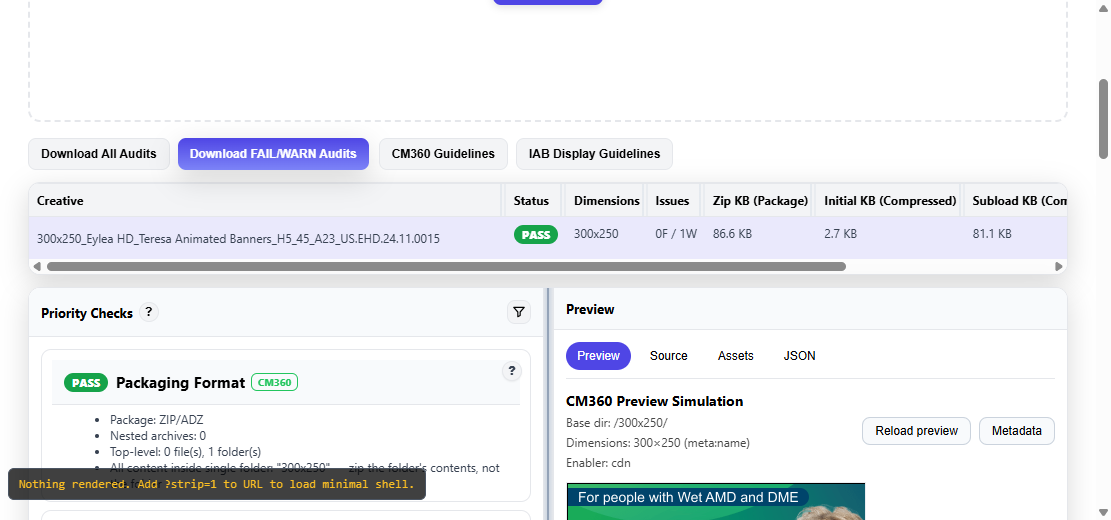 Download All Audits
Download FAIL/WARN Audits
CM360 Guidelines
IAB Display Guidelines
Creative
Status
Dimensions
Issues
Zip KB (Package)
Initial KB (Compressed)
Subload KB (Com
300x250_Eylea HD_Teresa Animated Banners_H5_45_A23_US.EHD.24.11.0015
PASS
300x250
0F / 1W
86.6 KB
2.7 KB
81.1 KB
Priority Checks ?
PASS Packaging Format CM360 ?
• Package: ZIP/ADZ
• Nested archives: 0
• Top-level: 0 file(s), 1 folder(s)
• All content inside single folder: "300x250" zip the folder's contents, not
Nothing rendered. Add ?strip=1 to URL to load minimal shell.
Preview
Preview
Source
Assets
JSON
CM360 Preview Simulation
Base dir: /300x250/
Dimensions: 300×250 (meta:name)
Enabler: cdn
Reload preview
Metadata
For people with Wet AMD and DME